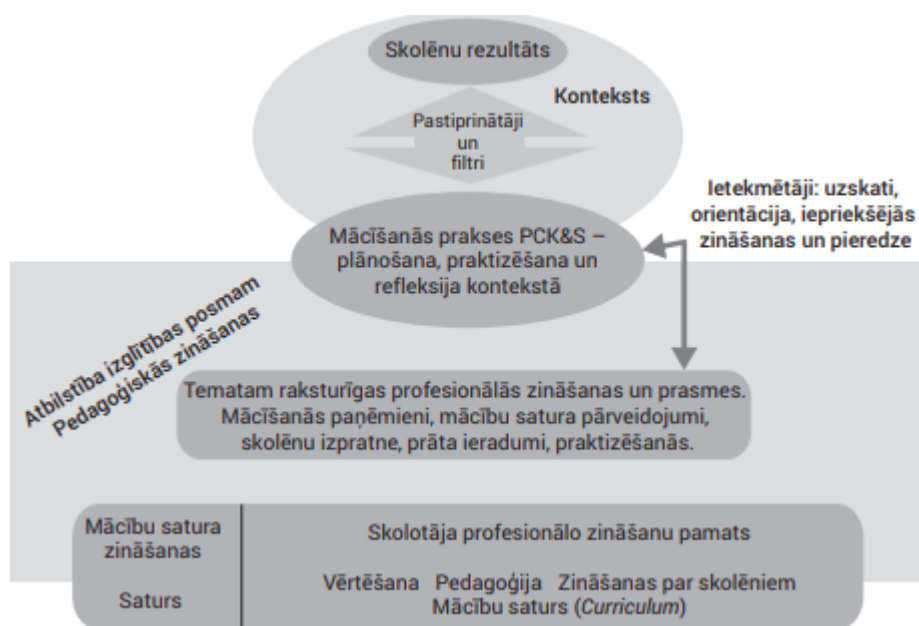 Skolēnu rezultāts
Konteksts
Pastiprinātāji
un
filtri
Ietekmētāji: uzskati,
orientācija, iepriekšējās
zināšanas un pieredze
Mācīšanās prakses PCK&S –
plānošana, praktizēšana un
refleksija kontekstā
Atbilstība izglītības posmam
Pedagoģiskās zināšanas
Tematam raksturīgas profesionālās zināšanas un prasmes.
Mācīšanās paņēmieni, mācību satura pārveidojumi,
skolēnu izpratne, prāta ieradumi, praktizēšanās.
Mācību satura
zināšanas
Saturs
Skolotāja profesionālo zināšanu pamats
Vērtēšana Pedagoģija Zināšanas par skolēniem
Mācību saturs (Curriculum)